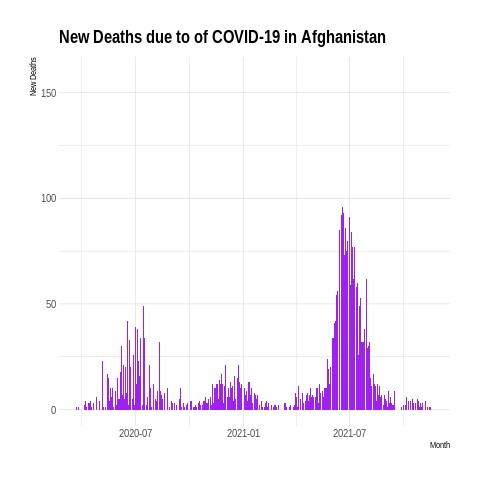 New Deaths due to of COVID-19 in Afghanistan
New Deaths
150
100
50
0
2020-07 2021-01 2021-07
Month